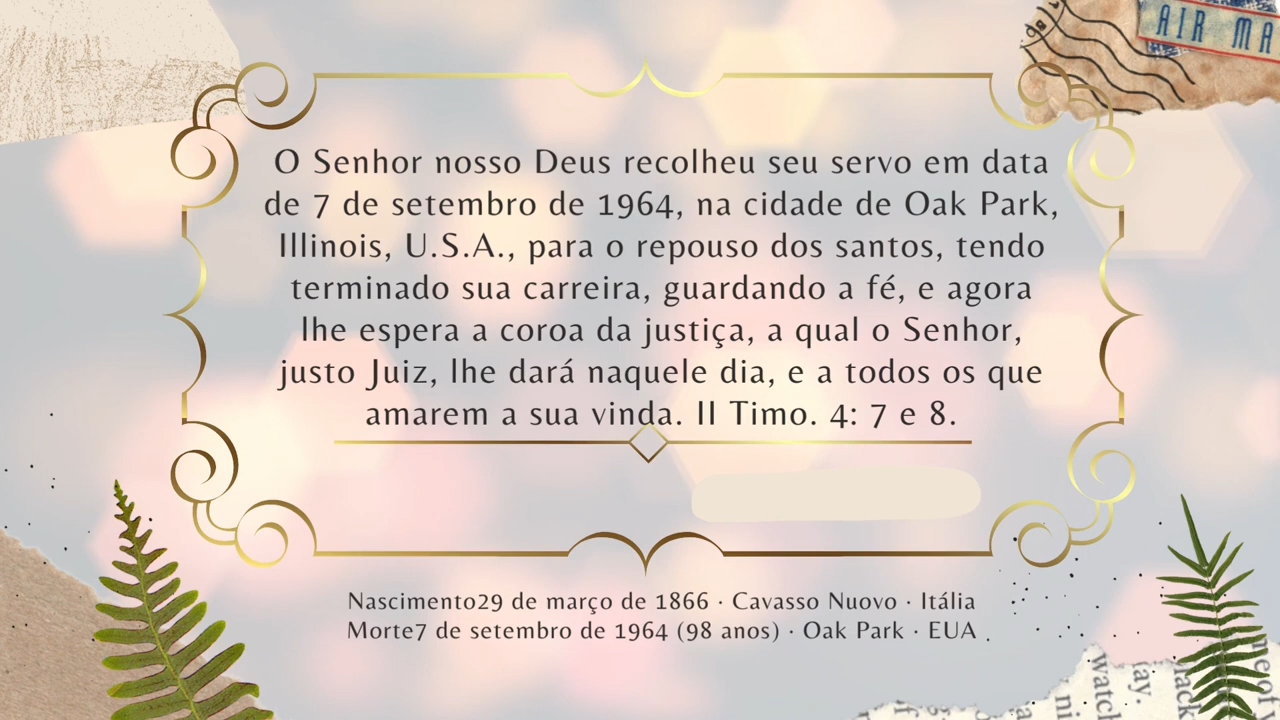 AIR MA
O Senhor nosso Deus recolheu seu servo em data
de 7 de setembro de 1964, na cidade de Oak Park,
Illinois, U.S.A., para o repouso dos santos, tendo
terminado sua carreira, guardando a fé, e agora
lhe espera a coroa da justiça, a qual o Senhor,
justo Juiz, lhe dará naquele dia, e a todos os que
amarem a sua vinda. II Timo. 4: 7 e 8.
Nascimento29 de março de 1866 · Cavasso Nuovo · Itália
Morte7 de setembro de 1964 (98 anos) · Oak Park · EUA .